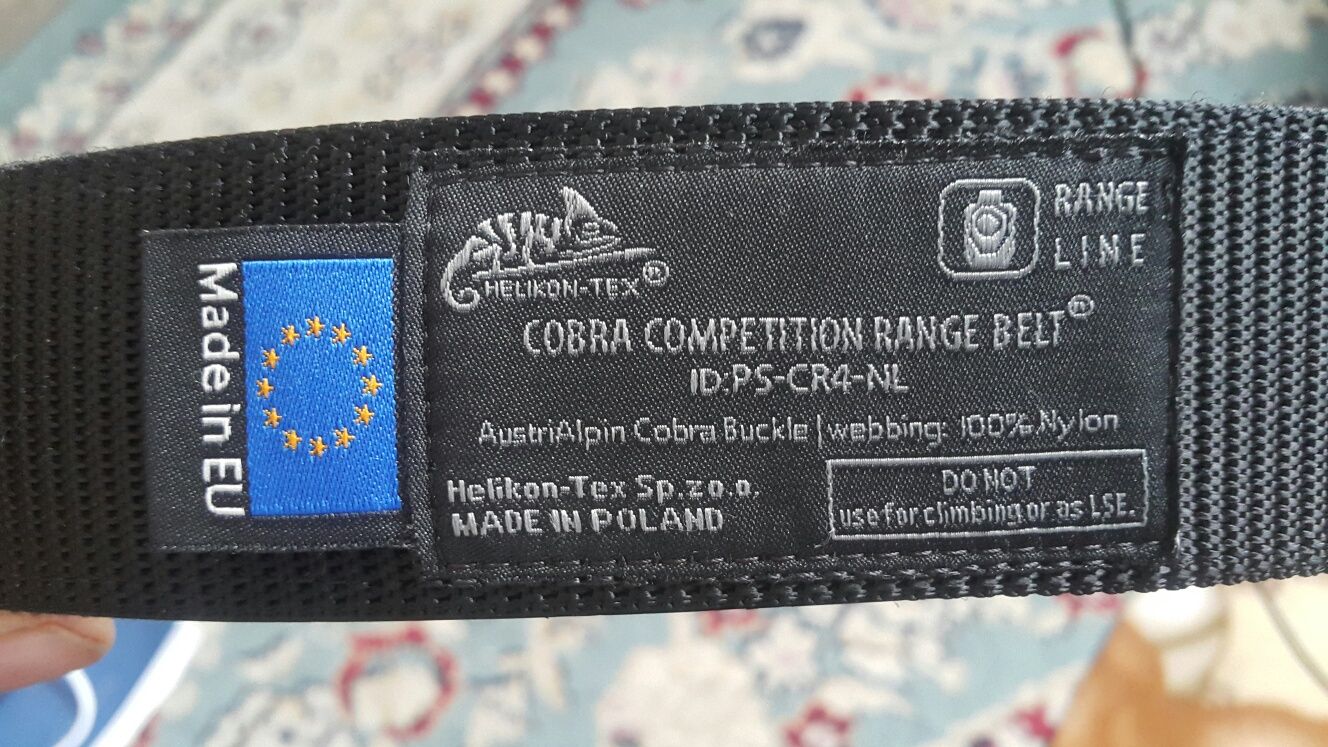 Made in EU
HELIKON-TEX®
RANGE
LINE
COBRA COMPETITION RANGE BELT®
ID:PS-CR4-NL
AustriAlpin Cobra Buckle | webbing: 100% Nylon
Helikon-Tex Sp.z o.o.
MADE IN POLAND
DO NOT
use for climbing or as LSE.